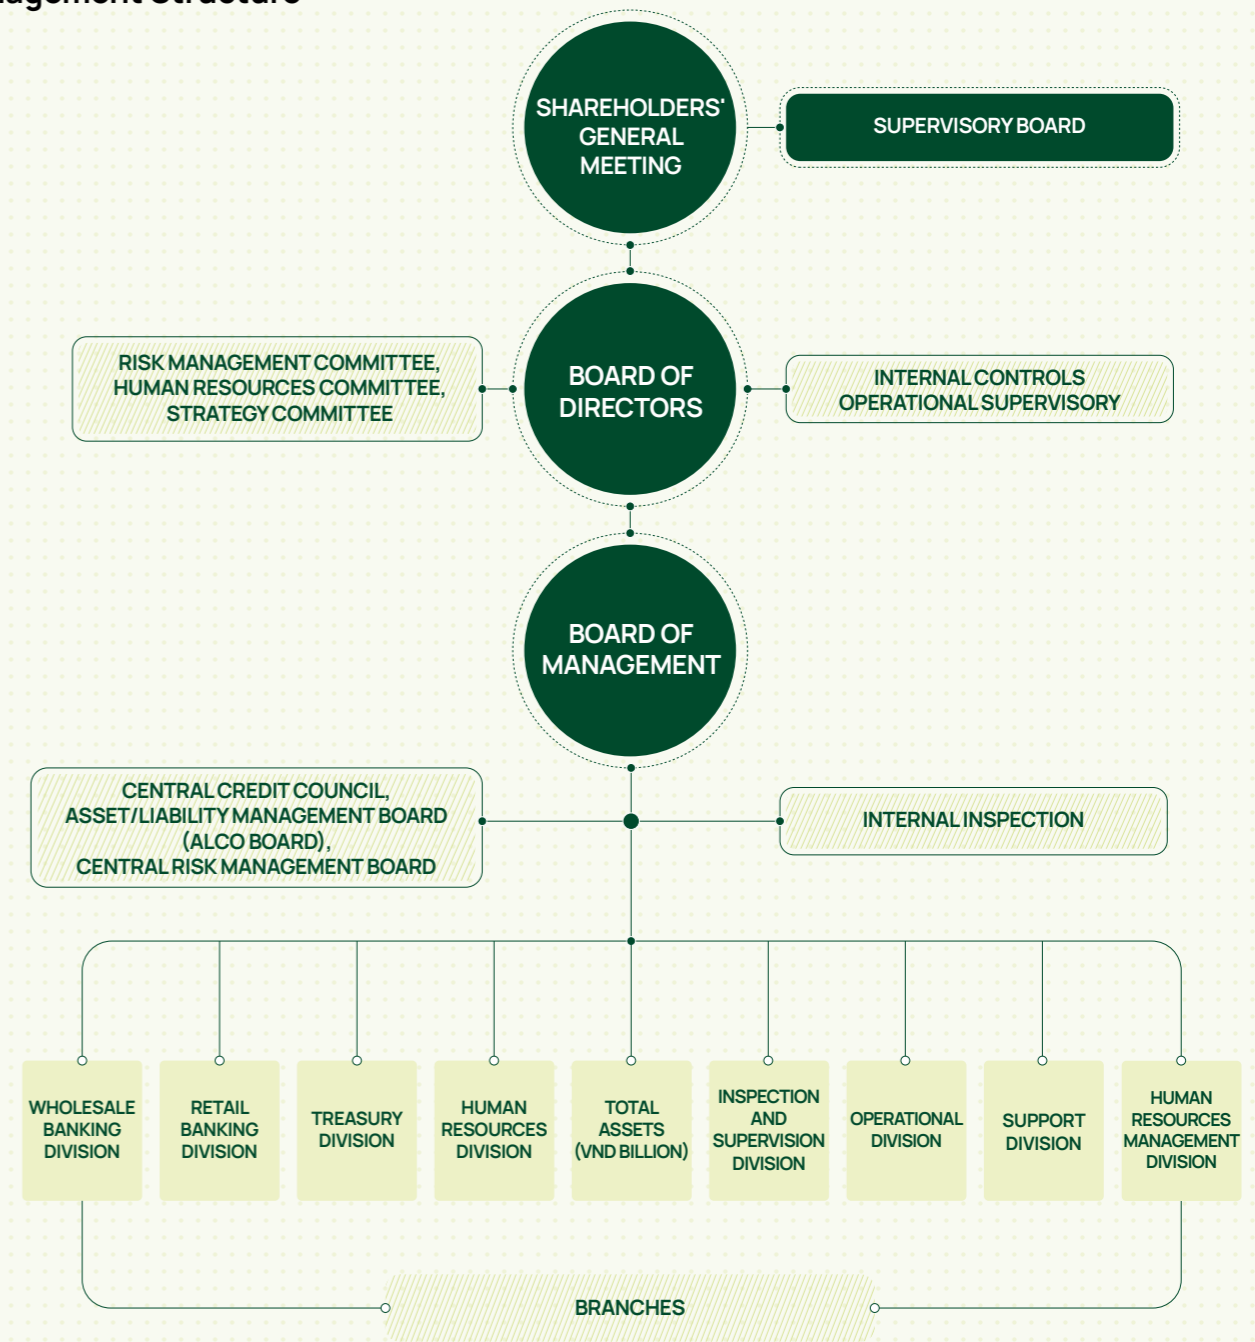 SHAREHOLDERS'
GENERAL
MEETING
SUPERVISORY BOARD
RISK MANAGEMENT COMMITTEE,
HUMAN RESOURCES COMMITTEE,
STRATEGY COMMITTEE
BOARD OF
DIRECTORS
INTERNAL CONTROLS
OPERATIONAL SUPERVISORY
BOARD OF
MANAGEMENT
CENTRAL CREDIT COUNCIL,
ASSET/LIABILITY MANAGEMENT BOARD
(ALCO BOARD),
CENTRAL RISK MANAGEMENT BOARD
INTERNAL INSPECTION
WHOLESALE
BANKING
DIVISION
RETAIL
BANKING
DIVISION
TREASURY
DIVISION
HUMAN
RESOURCES
DIVISION
TOTAL
ASSETS
(VND BILLION)
INSPECTION
AND
SUPERVISION
DIVISION
OPERATIONAL
DIVISION
SUPPORT
DIVISION
HUMAN
RESOURCES
MANAGEMENT
DIVISION
BRANCHES